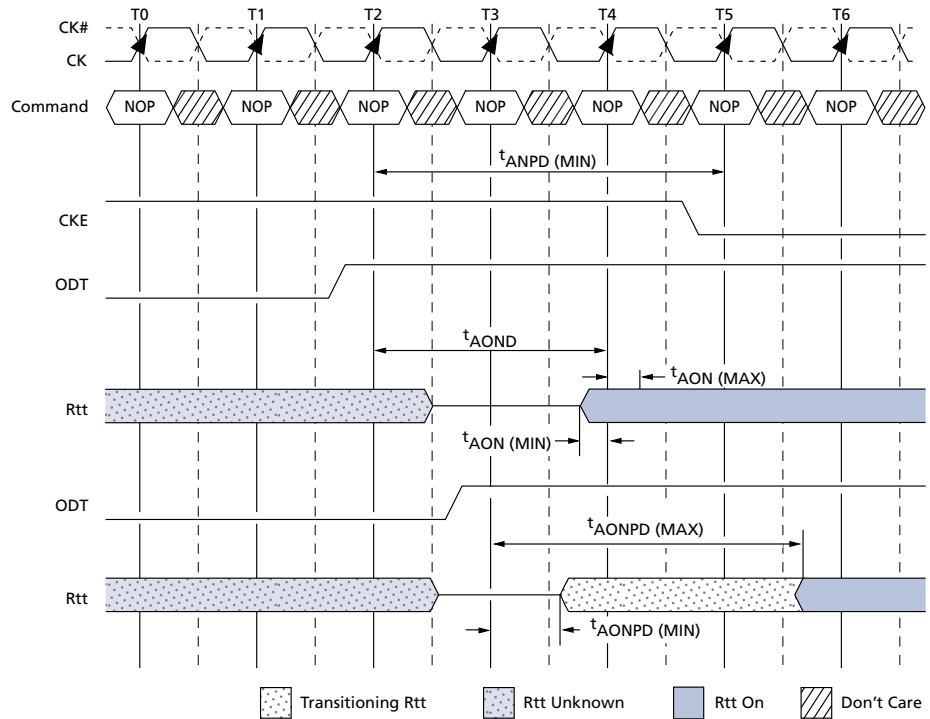 T0 T1 T2 T3 T4 T5 T6
CK#
CK
Command NOP NOP NOP NOP NOP NOP NOP
tANPD (MIN)
CKE
ODT
tAOND
tAON (MAX)
Rtt
tAON (MIN)
ODT
tAONPD (MAX)
Rtt
tAONPD (MIN)
Transitioning Rtt Rtt Unknown Rtt On Don't Care